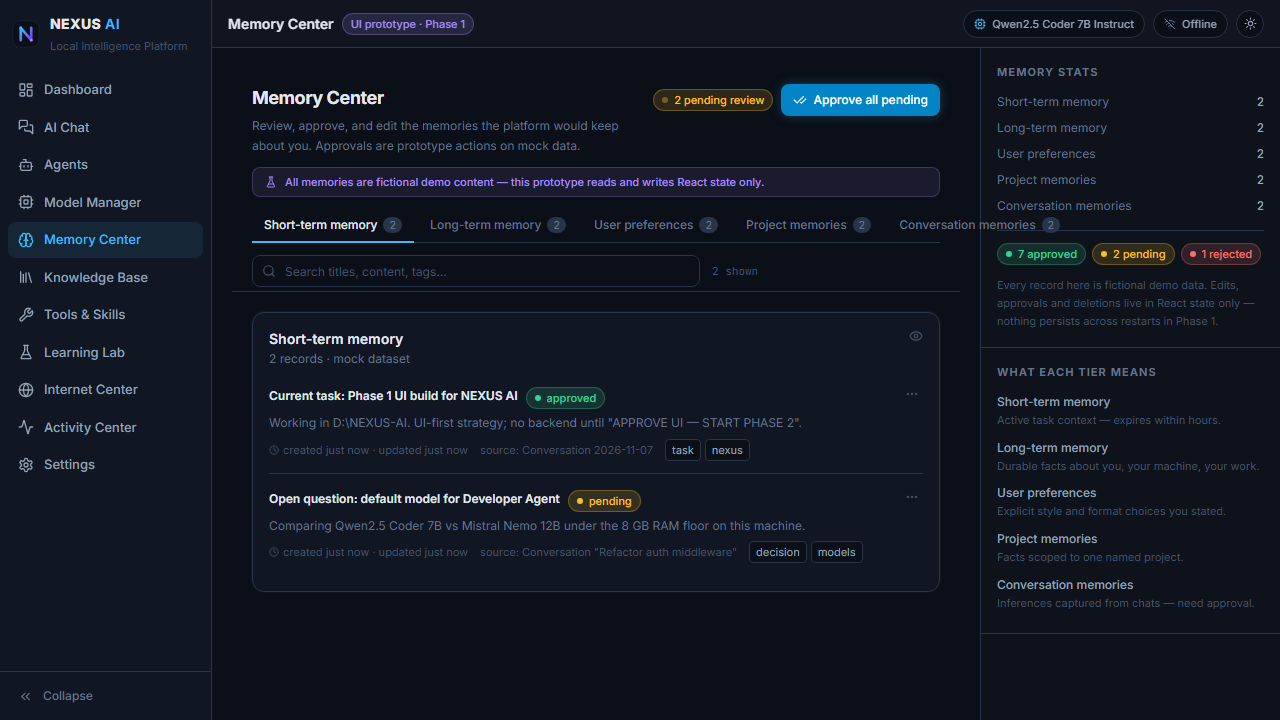 NEXUS AI
Local Intelligence Platform
Dashboard
AI Chat
Agents
Model Manager
Memory Center
Knowledge Base
Tools & Skills
Learning Lab
Internet Center
Activity Center
Settings
Collapse
Memory Center
UI prototype · Phase 1
Qwen2.5 Coder 7B Instruct
Offline
Memory Center
2 pending review
Approve all pending
Review, approve, and edit the memories the platform would keep
about you. Approvals are prototype actions on mock data.
All memories are fictional demo content — this prototype reads and writes React state only.
Short-term memory 2
Long-term memory 2
User preferences 2
Project memories 2
Conversation memories 2
Search titles, content, tags...
2 shown
Short-term memory
2 records · mock dataset
Current task: Phase 1 UI build for NEXUS AI
approved
Working in D:\NEXUS-AI. UI-first strategy; no backend until "APPROVE UI — START PHASE 2".
created just now · updated just now
source: Conversation 2026-11-07
task
nexus
Open question: default model for Developer Agent
pending
Comparing Qwen2.5 Coder 7B vs Mistral Nemo 12B under the 8 GB RAM floor on this machine.
created just now · updated just now
source: Conversation "Refactor auth middleware"
decision
models
MEMORY STATS
Short-term memory 2
Long-term memory 2
User preferences 2
Project memories 2
Conversation memories 2
7 approved
2 pending
1 rejected
Every record here is fictional demo data. Edits,
approvals and deletions live in React state only —
nothing persists across restarts in Phase 1.
WHAT EACH TIER MEANS
Short-term memory
Active task context — expires within hours.
Long-term memory
Durable facts about you, your machine, your work.
User preferences
Explicit style and format choices you stated.
Project memories
Facts scoped to one named project.
Conversation memories
Inferences captured from chats — need approval.